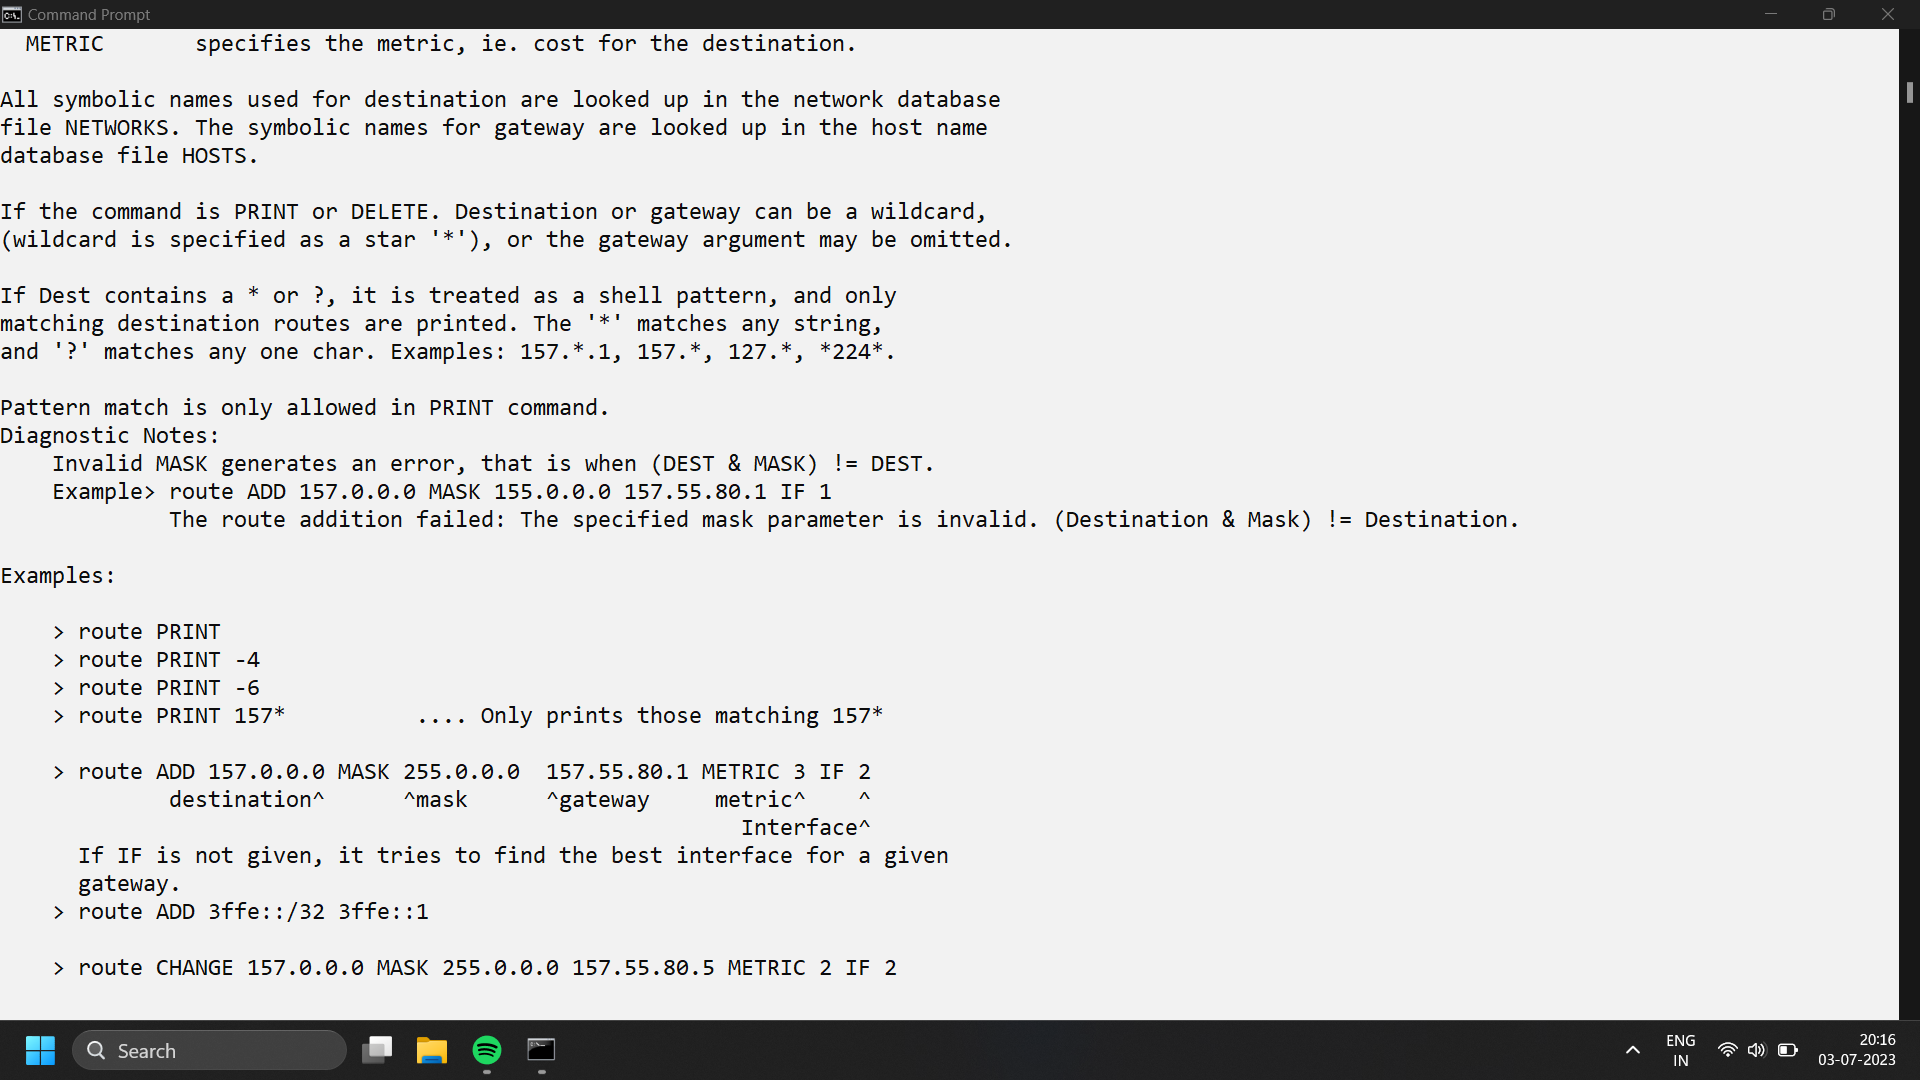 Command Prompt
  METRIC       specifies the metric, ie. cost for the destination.

All symbolic names used for destination are looked up in the network database
file NETWORKS. The symbolic names for gateway are looked up in the host name
database file HOSTS.

If the command is PRINT or DELETE. Destination or gateway can be a wildcard,
(wildcard is specified as a star '*'), or the gateway argument may be omitted.

If Dest contains a * or ?, it is treated as a shell pattern, and only
matching destination routes are printed. The '*' matches any string,
and '?' matches any one char. Examples: 157.*.1, 157.*, 127.*, *224*.

Pattern match is only allowed in PRINT command.
Diagnostic Notes:
    Invalid MASK generates an error, that is when (DEST & MASK) != DEST.
    Example> route ADD 157.0.0.0 MASK 155.0.0.0 157.55.80.1 IF 1
             The route addition failed: The specified mask parameter is invalid. (Destination & Mask) != Destination.

Examples:

    > route PRINT
    > route PRINT -4
    > route PRINT -6
    > route PRINT 157*          .... Only prints those matching 157*

    > route ADD 157.0.0.0 MASK 255.0.0.0  157.55.80.1 METRIC 3 IF 2
             destination^      ^mask      ^gateway     metric^    ^
                                                         Interface^
      If IF is not given, it tries to find the best interface for a given
      gateway.
    > route ADD 3ffe::/32 3ffe::1

    > route CHANGE 157.0.0.0 MASK 255.0.0.0 157.55.80.5 METRIC 2 IF 2
Search
ENG
IN
20:16
03-07-2023